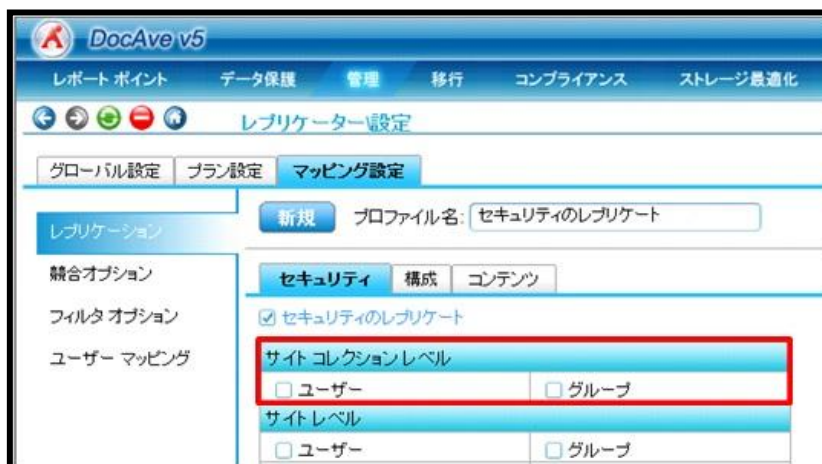 DocAve v5
レポート ポイント データ保護 管理 移行 コンプライアンス ストレージ最適化
レプリケーター\設定
グローバル設定 プラン設定 マッピング設定
新規 プロファイル名: セキュリティのレプリケート
レプリケーション
競合オプション
フィルタ オプション
ユーザー マッピング
セキュリティ 構成 コンテンツ
セキュリティのレプリケート
サイト コレクション レベル
ユーザー グループ
サイト レベル
ユーザー グループ